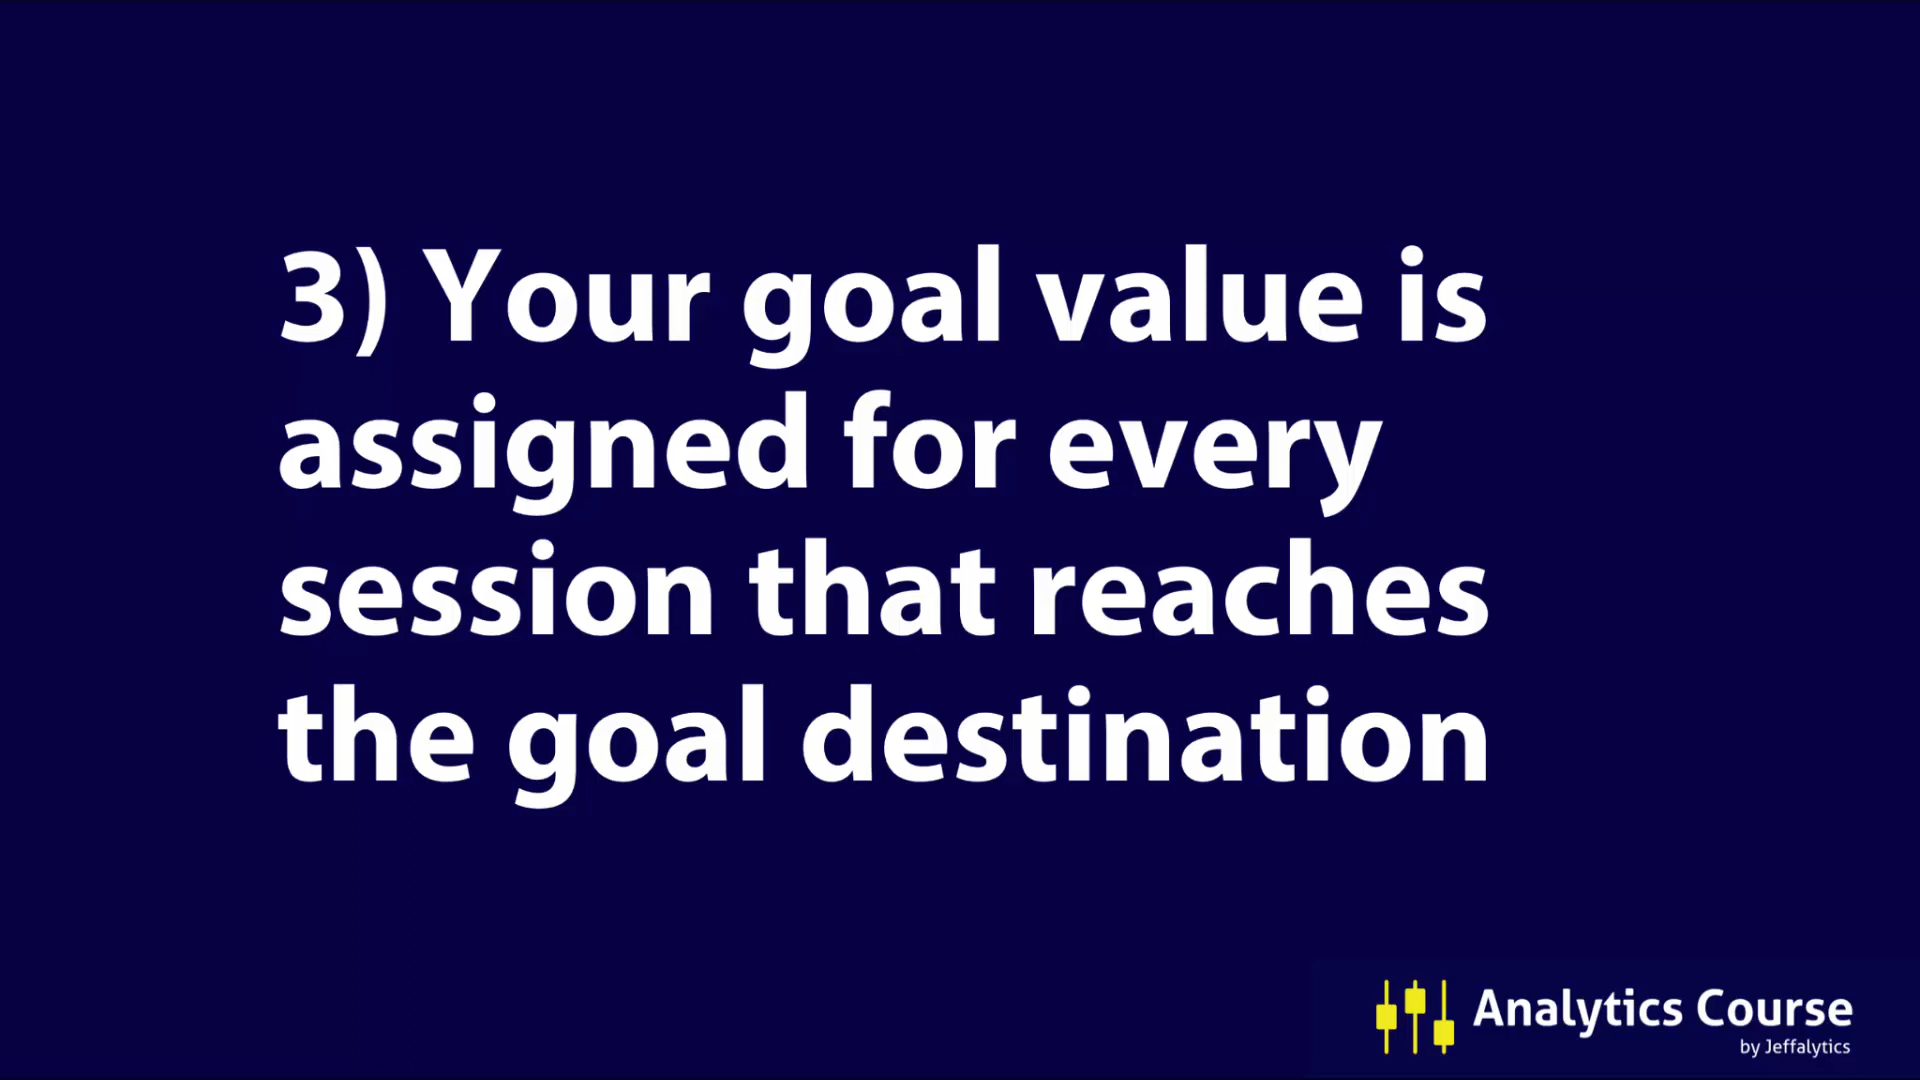 3) Your goal value is
assigned for every
session that reaches
the goal destination
Analytics Course
by Jeffalytics